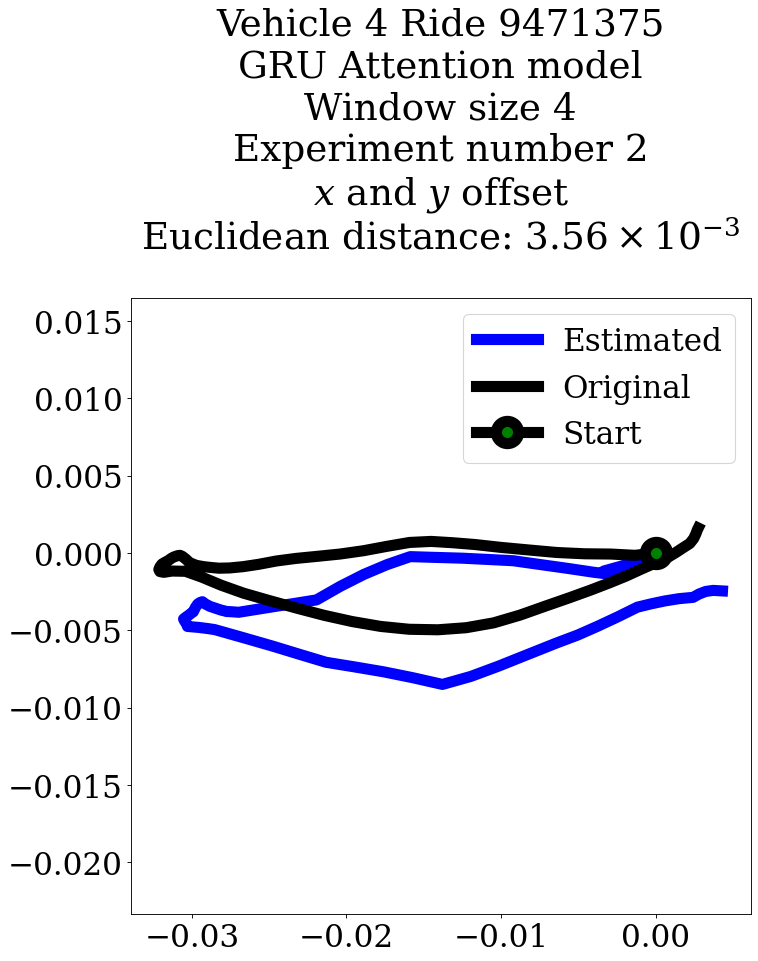 Vehicle 4 Ride 9471375
GRU Attention model
Window size 4
Experiment number 2
x and y offset
Euclidean distance: 3.56 × 10⁻³
Estimated
Original
Start
0.015
0.010
0.005
0.000
−0.005
−0.010
−0.015
−0.020
−0.03
−0.02
−0.01
0.00